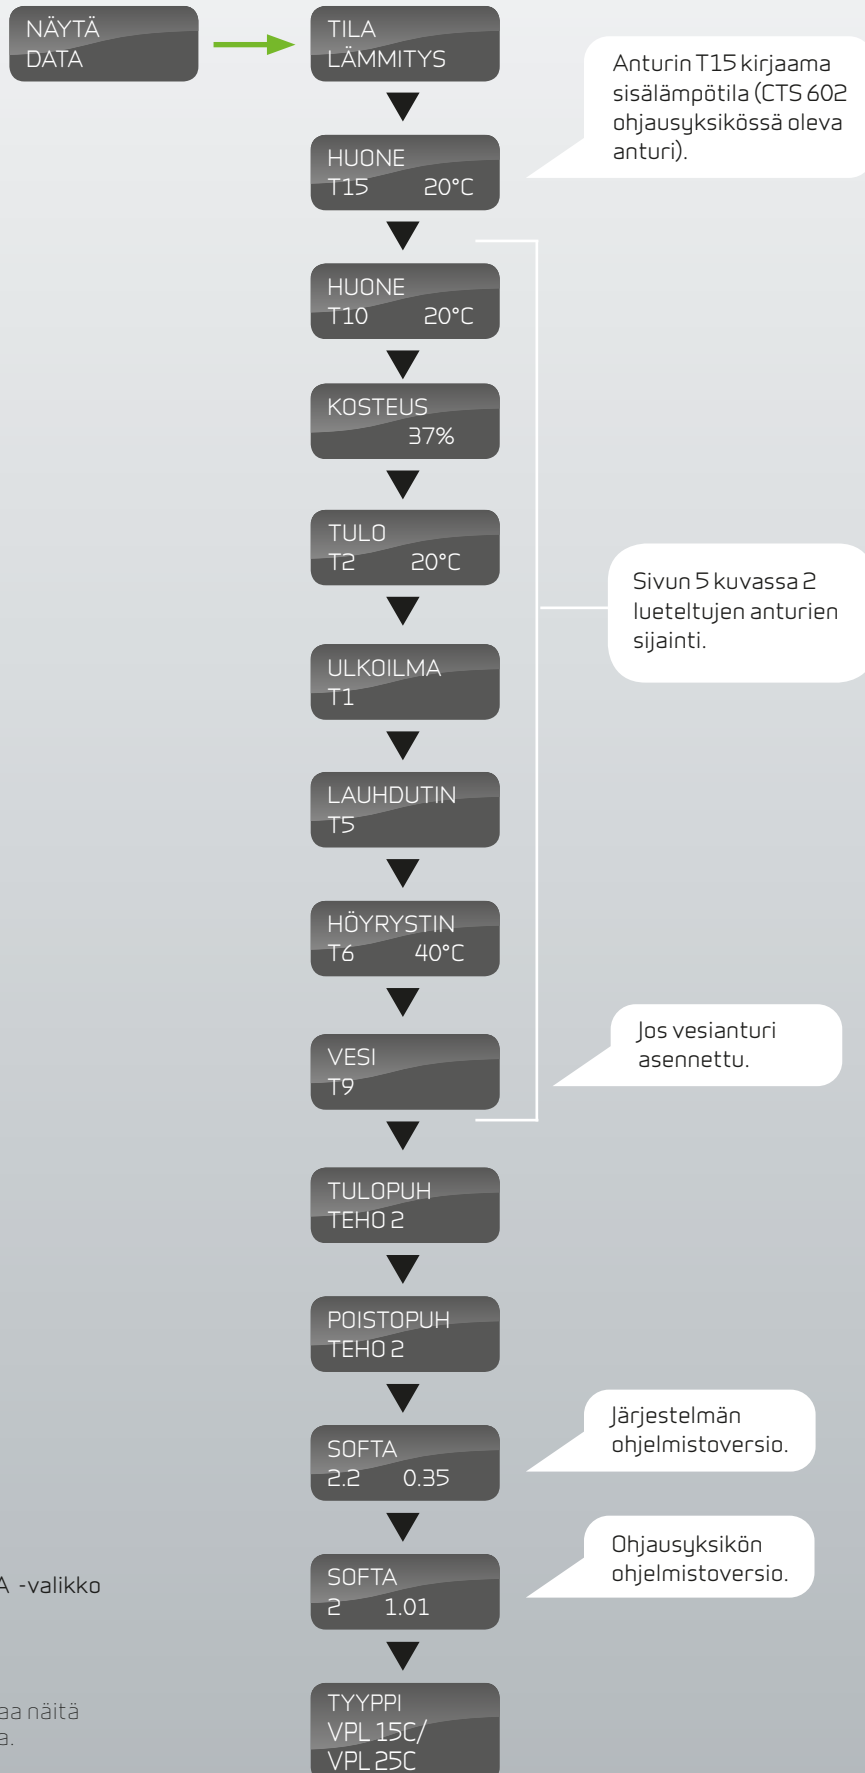 NÄYTÄ
DATA
TILA
LÄMMITYS
Anturin T15 kirjaama
sisälämpötila (CTS 602
ohjausyksikössä oleva
anturi).
HUONE
T15 20°C
HUONE
T10 20°C
KOSTEUS
37%
TULO
T2 20°C
Sivun 5 kuvassa 2
lueteltujen anturien
sijainti.
ULKOILMA
T1
LAUHDUTIN
T5
HÖYRYSTIN
T6 40°C
Jos vesianturi
asennettu.
VESI
T9
TULOPUH
TEHO 2
POISTOPUH
TEHO 2
Järjestelmän
ohjelmistoversio.
SOFTA
2.2 0.35
Ohjausyksikön
ohjelmistoversio.
SOFTA
2 1.01
A -valikko
aa näitä
a.
TYYPPI
VPL 15C/
VPL 25C